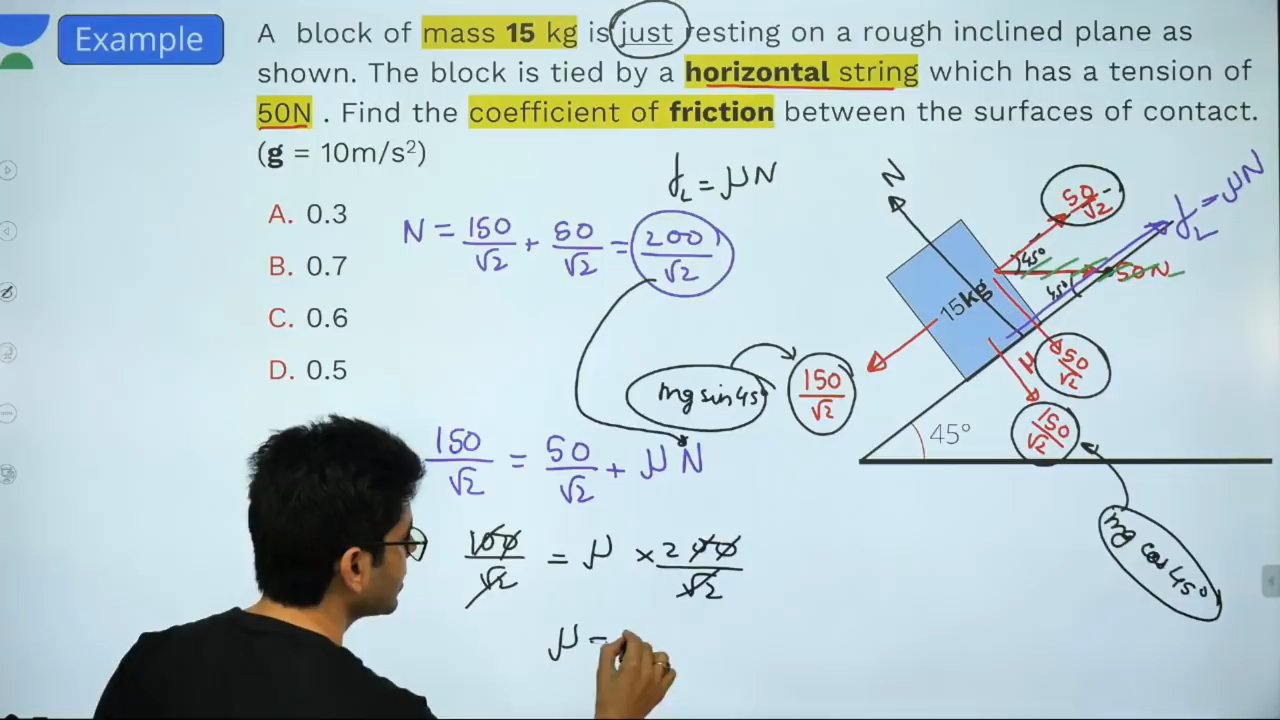 Example
A block of mass 15 kg is just resting on a rough inclined plane as
shown. The block is tied by a horizontal string which has a tension of
50N . Find the coefficient of friction between the surfaces of contact.
(g = 10m/s²)
A. 0.3
B. 0.7
C. 0.6
D. 0.5
f_L = μN
N = 150/√2 + 50/√2 = 200/√2
mg sin45°
150/√2
150/√2 = 50/√2 + μN
100/√2 = μ × 200/√2
μ =
N
50/√2
f_L = μN
45°
50N
45°
15kg
μ
50/√2
150/√2
45°
mg cos45°